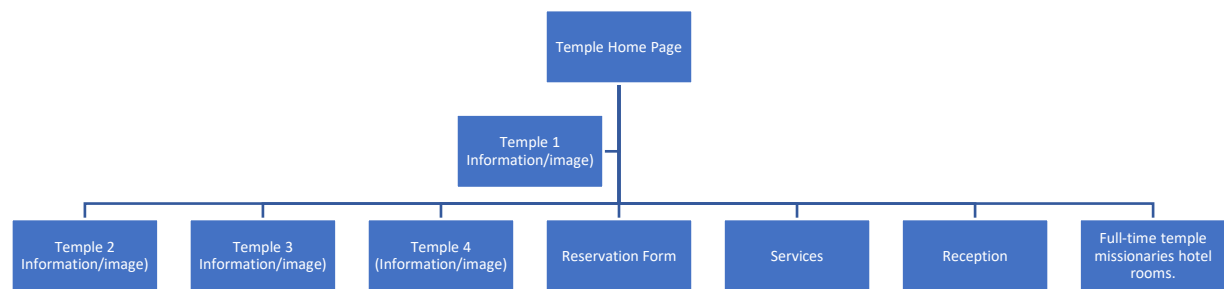 Temple Home Page
Temple 1
Information/image)
Temple 2
Information/image)
Temple 3
Information/image)
Temple 4
(Information/image)
Reservation Form
Services
Reception
Full-time temple
missionaries hotel
rooms.